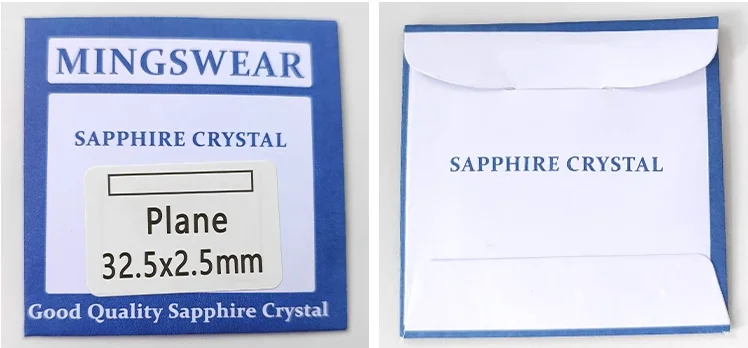 MINGSWEAR
SAPPHIRE CRYSTAL
Plane
32.5x2.5mm
Good Quality Sapphire Crystal
SAPPHIRE CRYSTAL